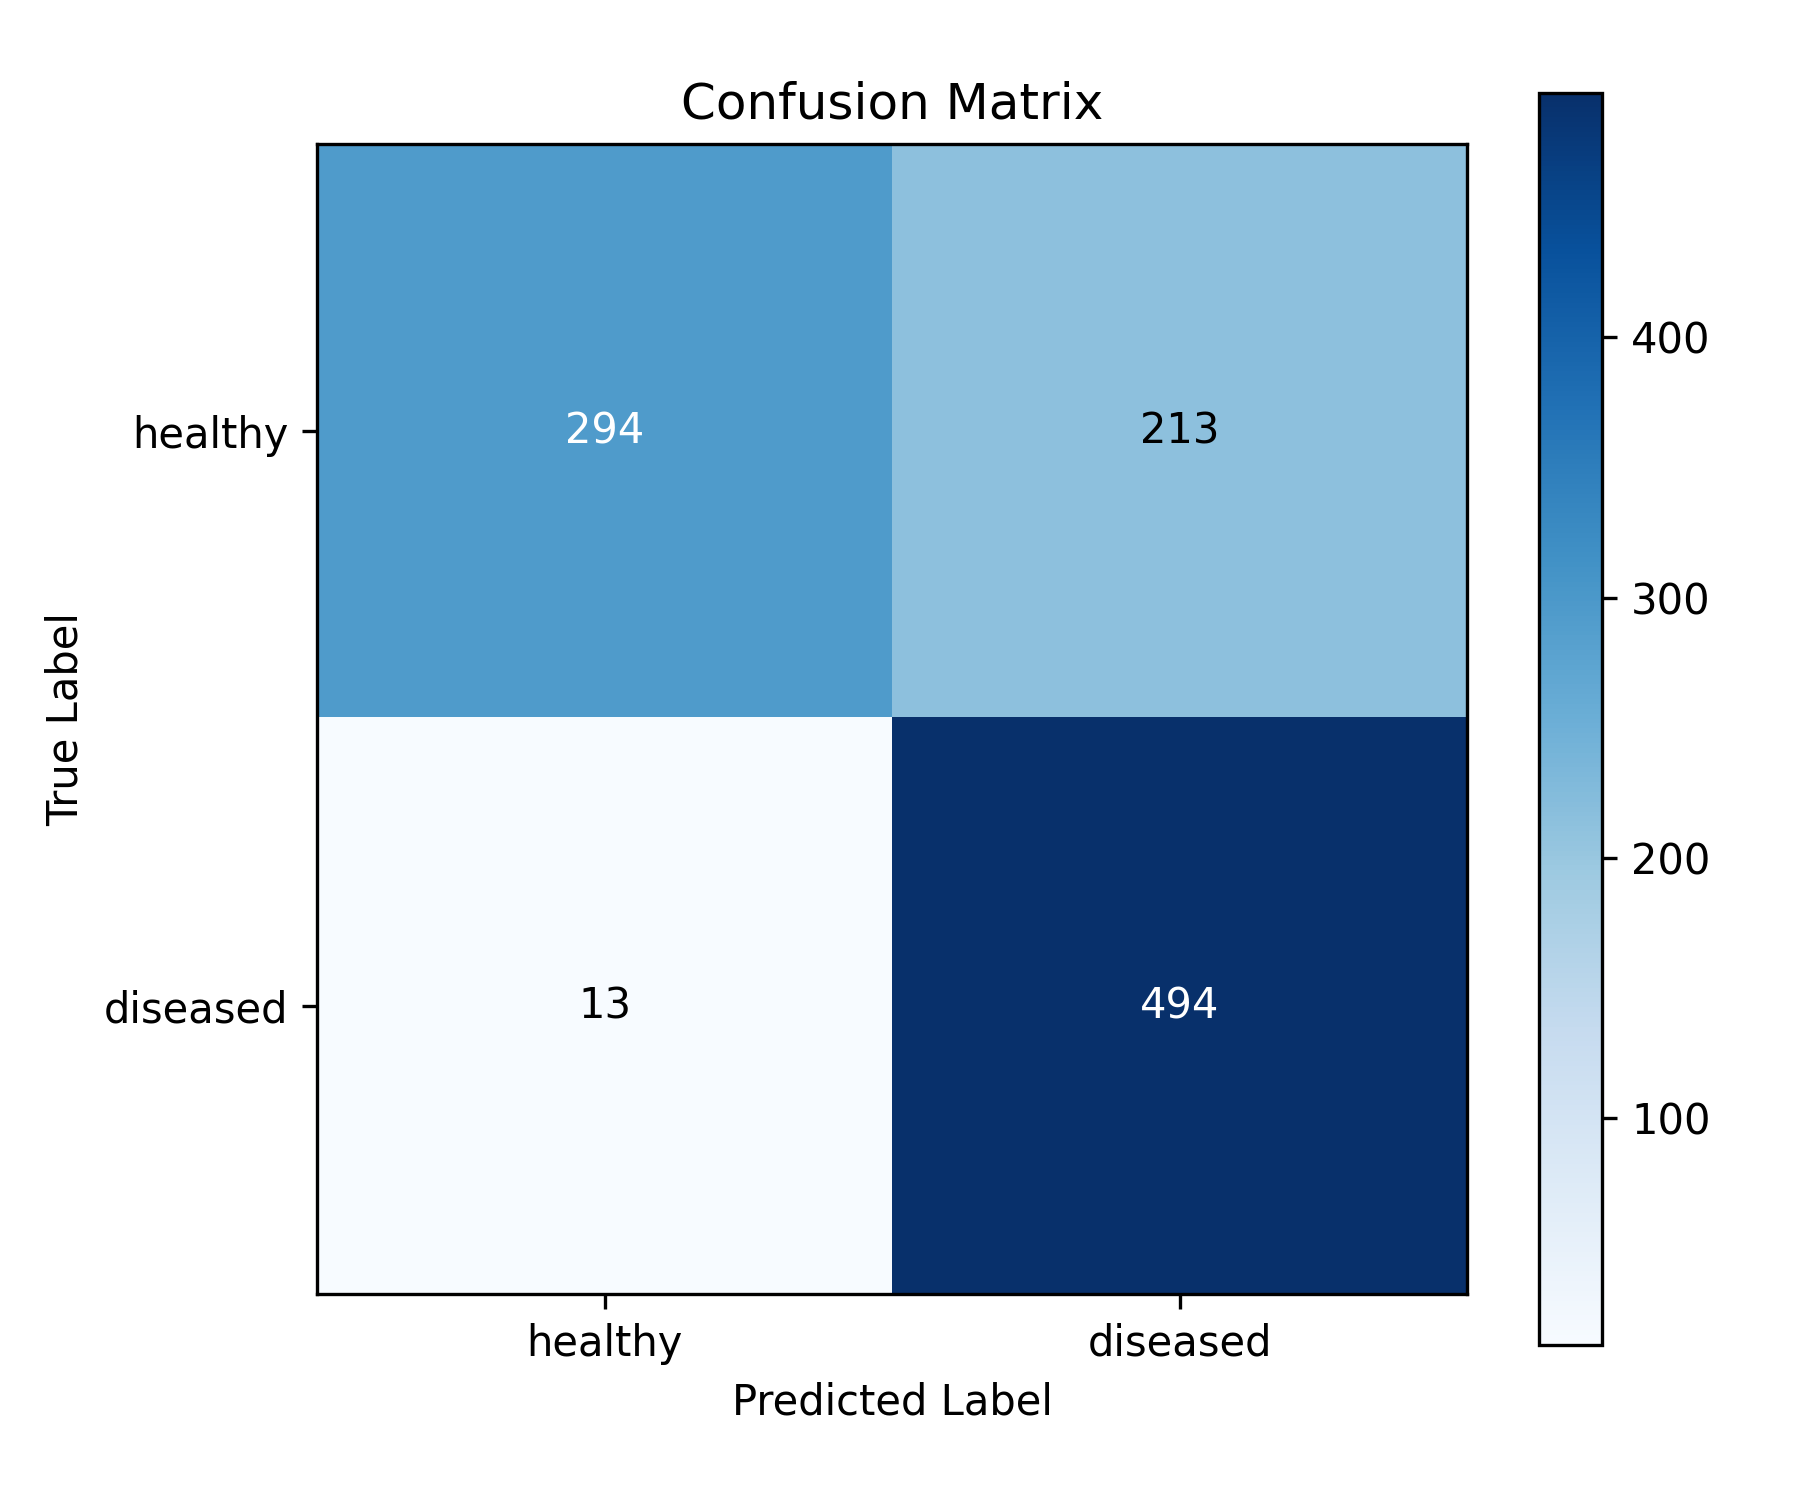 Confusion Matrix
healthy
294
213
diseased
13
494
healthy
diseased
Predicted Label
True Label
400
300
200
100